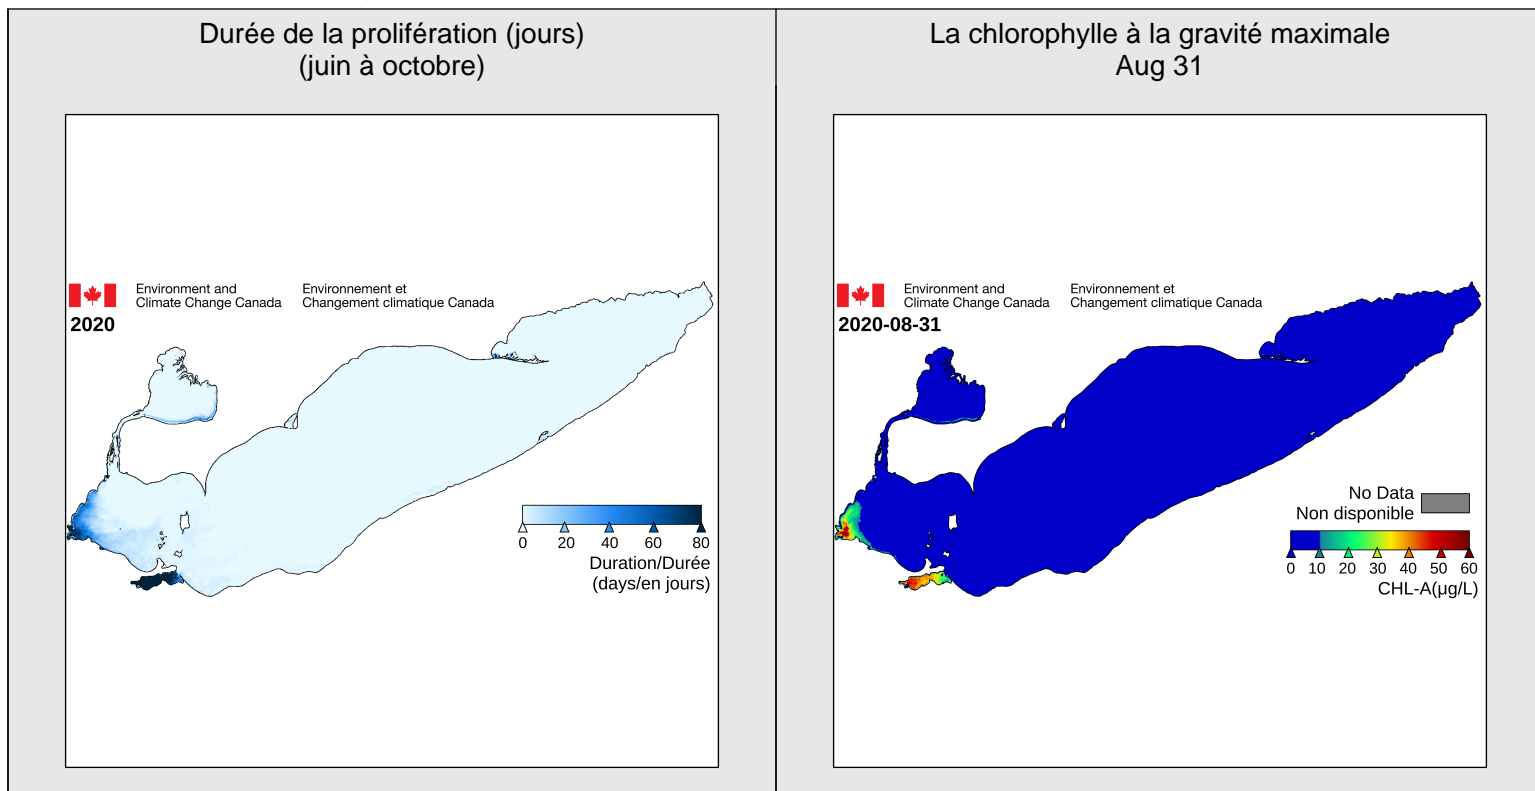 Durée de la prolifération (jours)
(juin à octobre)
Environment and
Climate Change Canada
Environnement et
Changement climatique Canada
2020
0 20 40 60 80
Duration/Durée
(days/en jours)
La chlorophylle à la gravité maximale
Aug 31
Environment and
Climate Change Canada
Environnement et
Changement climatique Canada
2020-08-31
No Data
Non disponible
0 10 20 30 40 50 60
CHL-A(µg/L)